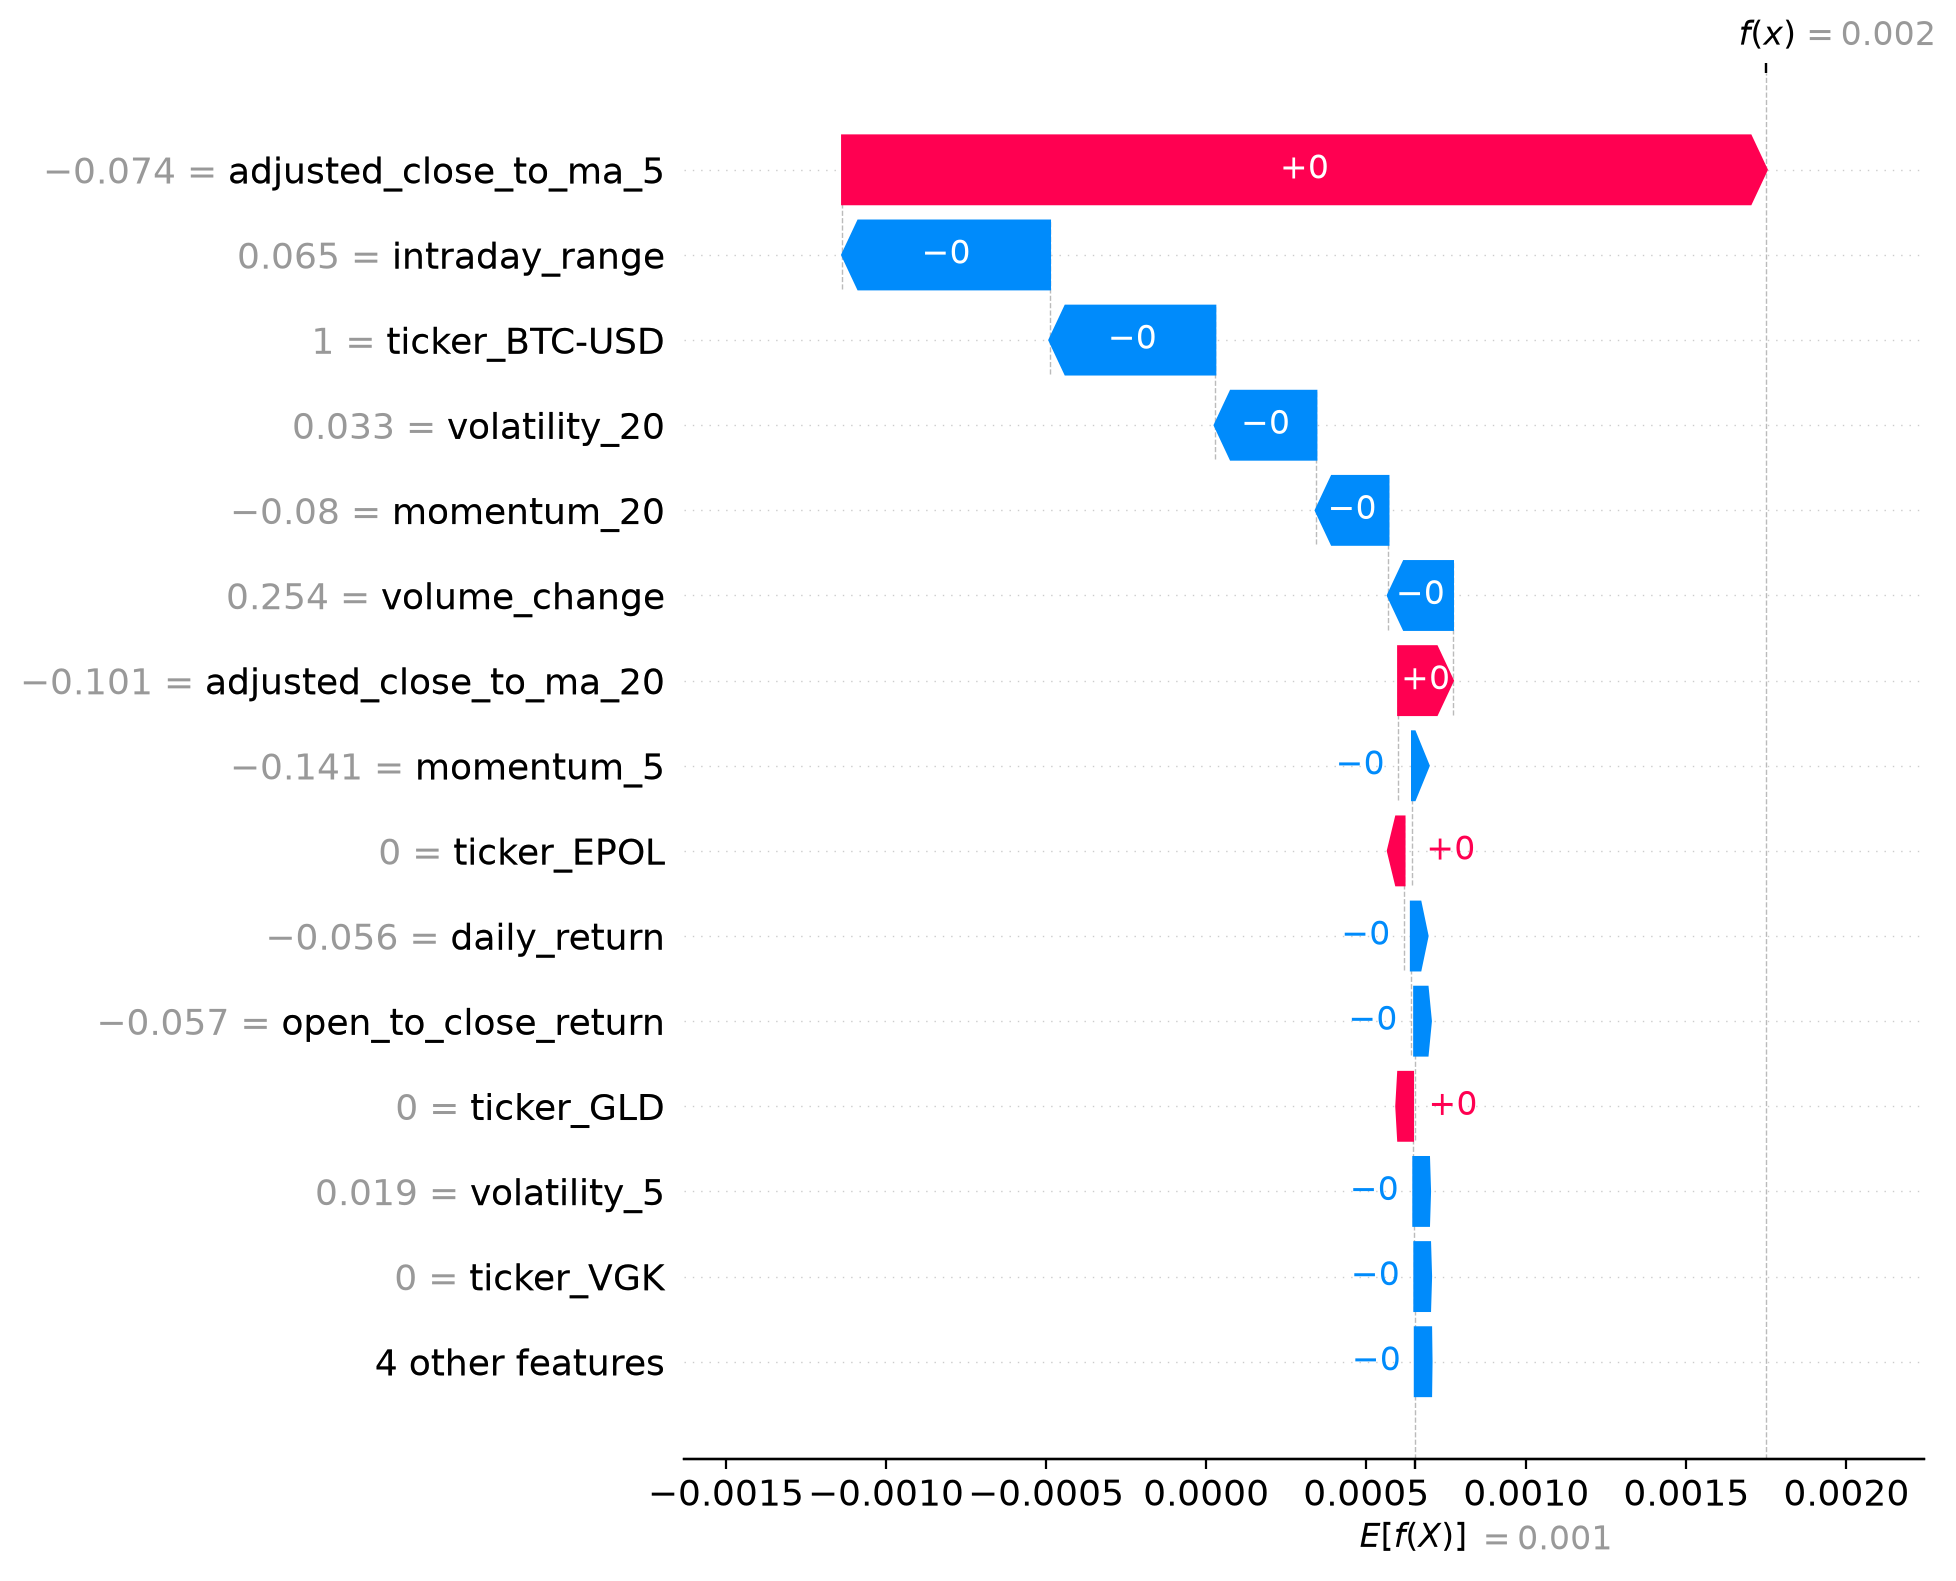 f(x) = 0.002
−0.074 = adjusted_close_to_ma_5 +0
0.065 = intraday_range −0
1 = ticker_BTC-USD −0
0.033 = volatility_20 −0
−0.08 = momentum_20 −0
0.254 = volume_change −0
−0.101 = adjusted_close_to_ma_20 +0
−0.141 = momentum_5 −0
0 = ticker_EPOL +0
−0.056 = daily_return −0
−0.057 = open_to_close_return −0
0 = ticker_GLD +0
0.019 = volatility_5 −0
0 = ticker_VGK −0
4 other features −0
−0.0015 −0.0010 −0.0005 0.0000 0.0005 0.0010 0.0015 0.0020
E[f(X)] = 0.001